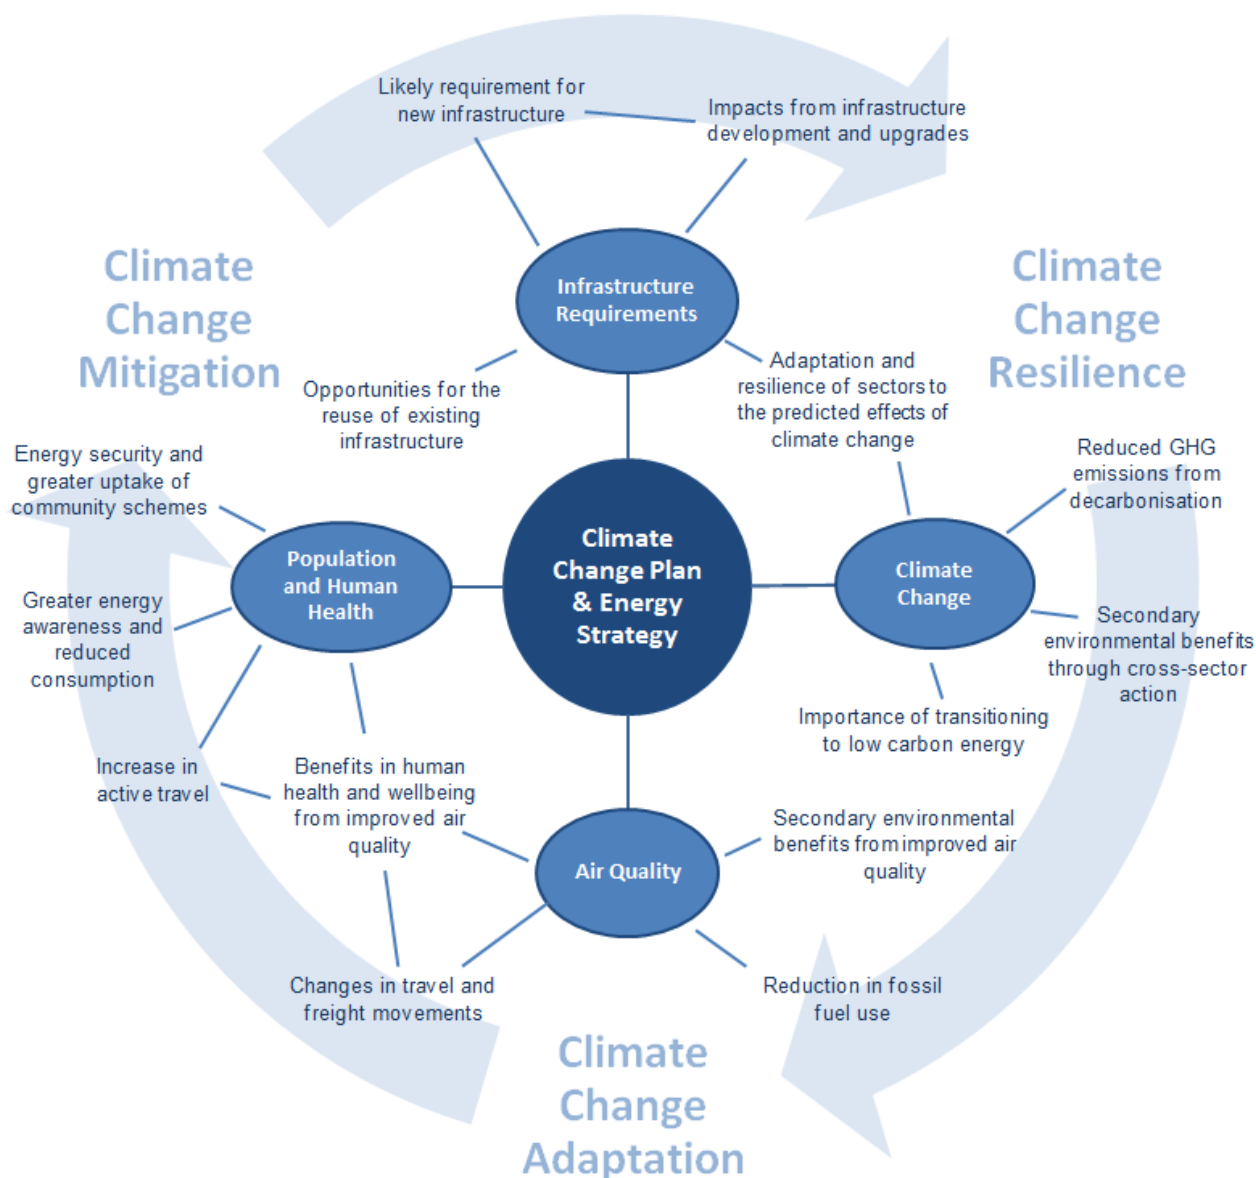 Likely requirement for
new infrastructure
Impacts from infrastructure
development and upgrades
Climate
Change
Mitigation
Infrastructure
Requirements
Climate
Change
Resilience
Opportunities for the
reuse of existing
infrastructure
Adaptation and
resilience of sectors to
the predicted effects of
climate change
Energy security and
greater uptake of
community schemes
Reduced GHG
emissions from
decarbonisation
Population
and Human
Health
Climate
Change Plan
& Energy
Strategy
Climate
Change
Greater energy
awareness and
reduced
consumption
Secondary
environmental benefits
through cross-sector
action
Importance of transitioning
to low carbon energy
Increase in
active travel
Benefits in human
health and wellbeing
from improved air
quality
Air Quality
Secondary environmental
benefits from improved air
quality
Changes in travel and
freight movements
Reduction in fossil
fuel use
Climate
Change
Adaptation